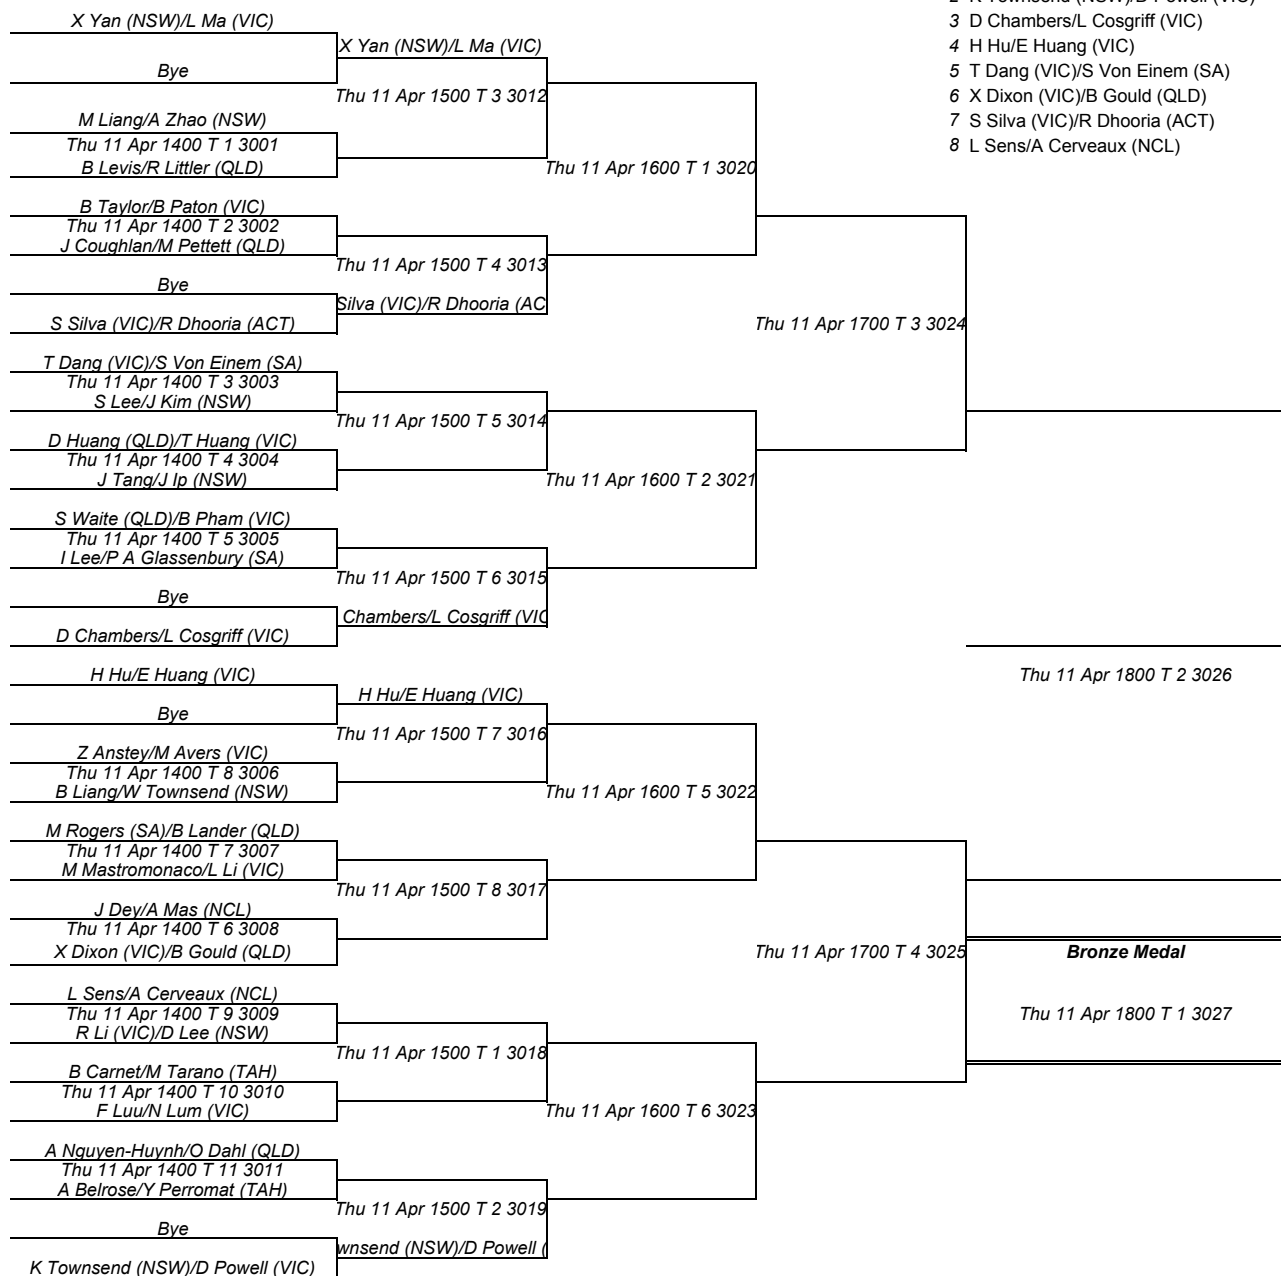 2 K Townsend (NSW)/D Powell (VIC)
3 D Chambers/L Cosgriff (VIC)
4 H Hu/E Huang (VIC)
5 T Dang (VIC)/S Von Einem (SA)
6 X Dixon (VIC)/B Gould (QLD)
7 S Silva (VIC)/R Dhooria (ACT)
8 L Sens/A Cerveaux (NCL)
X Yan (NSW)/L Ma (VIC)
X Yan (NSW)/L Ma (VIC)
Bye
Thu 11 Apr 1500 T 3 3012
M Liang/A Zhao (NSW)
Thu 11 Apr 1400 T 1 3001
B Levis/R Littler (QLD)
Thu 11 Apr 1600 T 1 3020
B Taylor/B Paton (VIC)
Thu 11 Apr 1400 T 2 3002
J Coughlan/M Pettett (QLD)
Thu 11 Apr 1500 T 4 3013
Bye
Silva (VIC)/R Dhooria (AC
S Silva (VIC)/R Dhooria (ACT)
Thu 11 Apr 1700 T 3 3024
T Dang (VIC)/S Von Einem (SA)
Thu 11 Apr 1400 T 3 3003
S Lee/J Kim (NSW)
Thu 11 Apr 1500 T 5 3014
D Huang (QLD)/T Huang (VIC)
Thu 11 Apr 1400 T 4 3004
J Tang/J Ip (NSW)
Thu 11 Apr 1600 T 2 3021
S Waite (QLD)/B Pham (VIC)
Thu 11 Apr 1400 T 5 3005
I Lee/P A Glassenbury (SA)
Thu 11 Apr 1500 T 6 3015
Bye
Chambers/L Cosgriff (VIC
D Chambers/L Cosgriff (VIC)
H Hu/E Huang (VIC)
Thu 11 Apr 1800 T 2 3026
H Hu/E Huang (VIC)
Bye
Thu 11 Apr 1500 T 7 3016
Z Anstey/M Avers (VIC)
Thu 11 Apr 1400 T 8 3006
B Liang/W Townsend (NSW)
Thu 11 Apr 1600 T 5 3022
M Rogers (SA)/B Lander (QLD)
Thu 11 Apr 1400 T 7 3007
M Mastromonaco/L Li (VIC)
Thu 11 Apr 1500 T 8 3017
J Dey/A Mas (NCL)
Thu 11 Apr 1400 T 6 3008
X Dixon (VIC)/B Gould (QLD)
Thu 11 Apr 1700 T 4 3025
Bronze Medal
L Sens/A Cerveaux (NCL)
Thu 11 Apr 1400 T 9 3009
Thu 11 Apr 1800 T 1 3027
R Li (VIC)/D Lee (NSW)
Thu 11 Apr 1500 T 1 3018
B Carnet/M Tarano (TAH)
Thu 11 Apr 1400 T 10 3010
F Luu/N Lum (VIC)
Thu 11 Apr 1600 T 6 3023
A Nguyen-Huynh/O Dahl (QLD)
Thu 11 Apr 1400 T 11 3011
A Belrose/Y Perromat (TAH)
Thu 11 Apr 1500 T 2 3019
Bye
wnsend (NSW)/D Powell (
K Townsend (NSW)/D Powell (VIC)